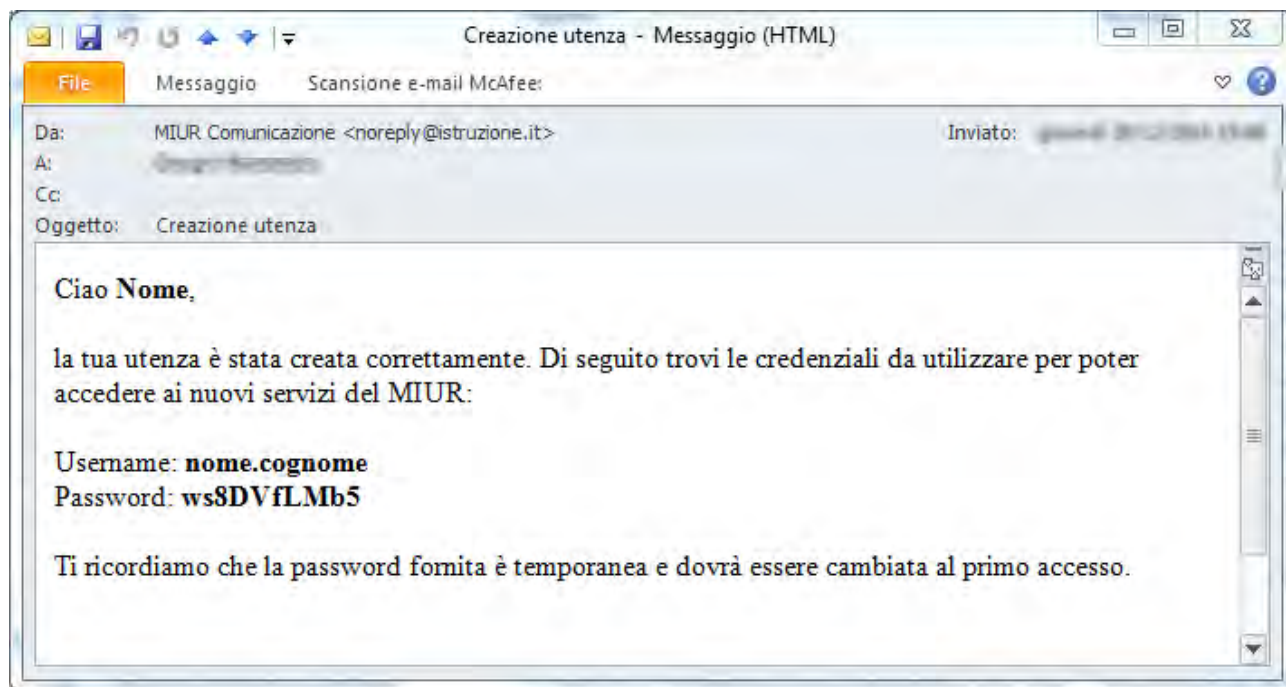 Creazione utenza - Messaggio (HTML)
File Messaggio Scansione e-mail McAfee:
Da: MIUR Comunicazione <noreply@istruzione.it> Inviato:
A:
Cc:
Oggetto: Creazione utenza
Ciao Nome,
la tua utenza è stata creata correttamente. Di seguito trovi le credenziali da utilizzare per poter
accedere ai nuovi servizi del MIUR:
Username: nome.cognome
Password: ws8DVfLMb5
Ti ricordiamo che la password fornita è temporanea e dovrà essere cambiata al primo accesso.